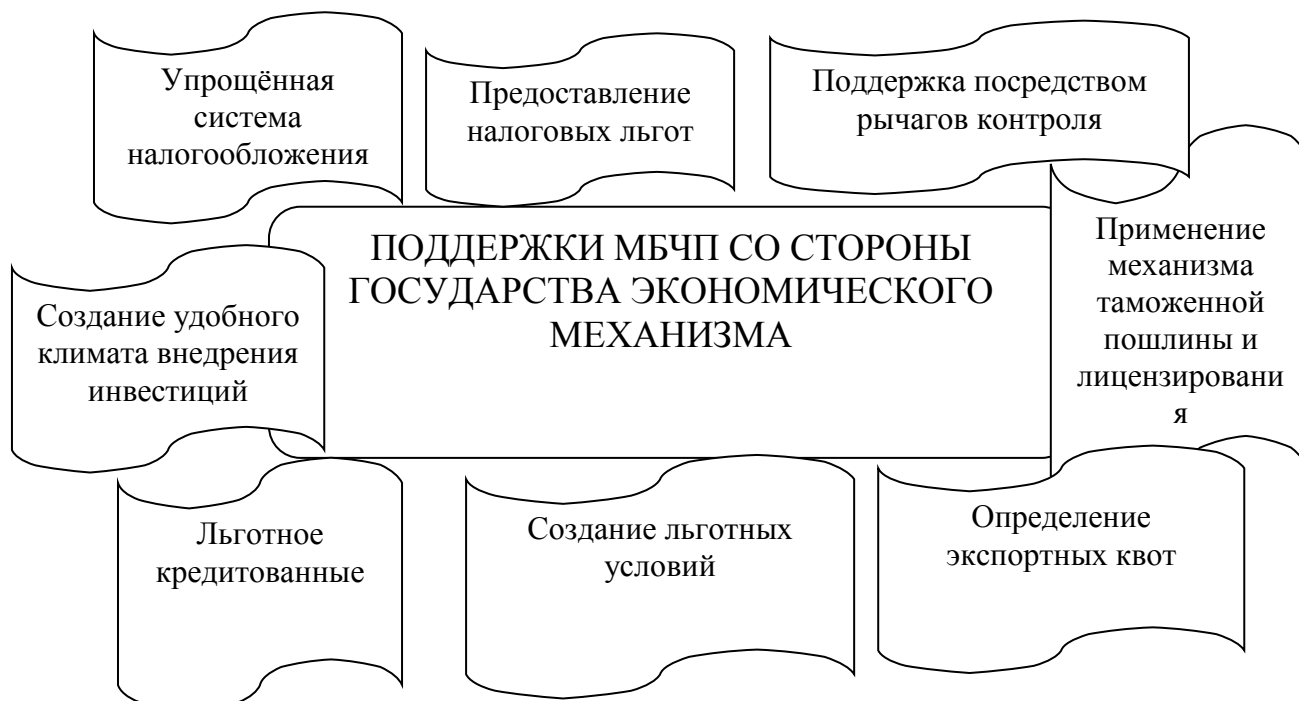 Упрощённая
система
налогообложения
Предоставление
налоговых льгот
Поддержка посредством
рычагов контроля
ПОДДЕРЖКИ МБЧП СО СТОРОНЫ
ГОСУДАРСТВА ЭКОНОМИЧЕСКОГО
МЕХАНИЗМА
Применение
механизма
таможенной
пошлины и
лицензировани
я
Создание удобного
климата внедрения
инвестиций
Льготное
кредитованные
Создание льготных
условий
Определение
экспортных квот